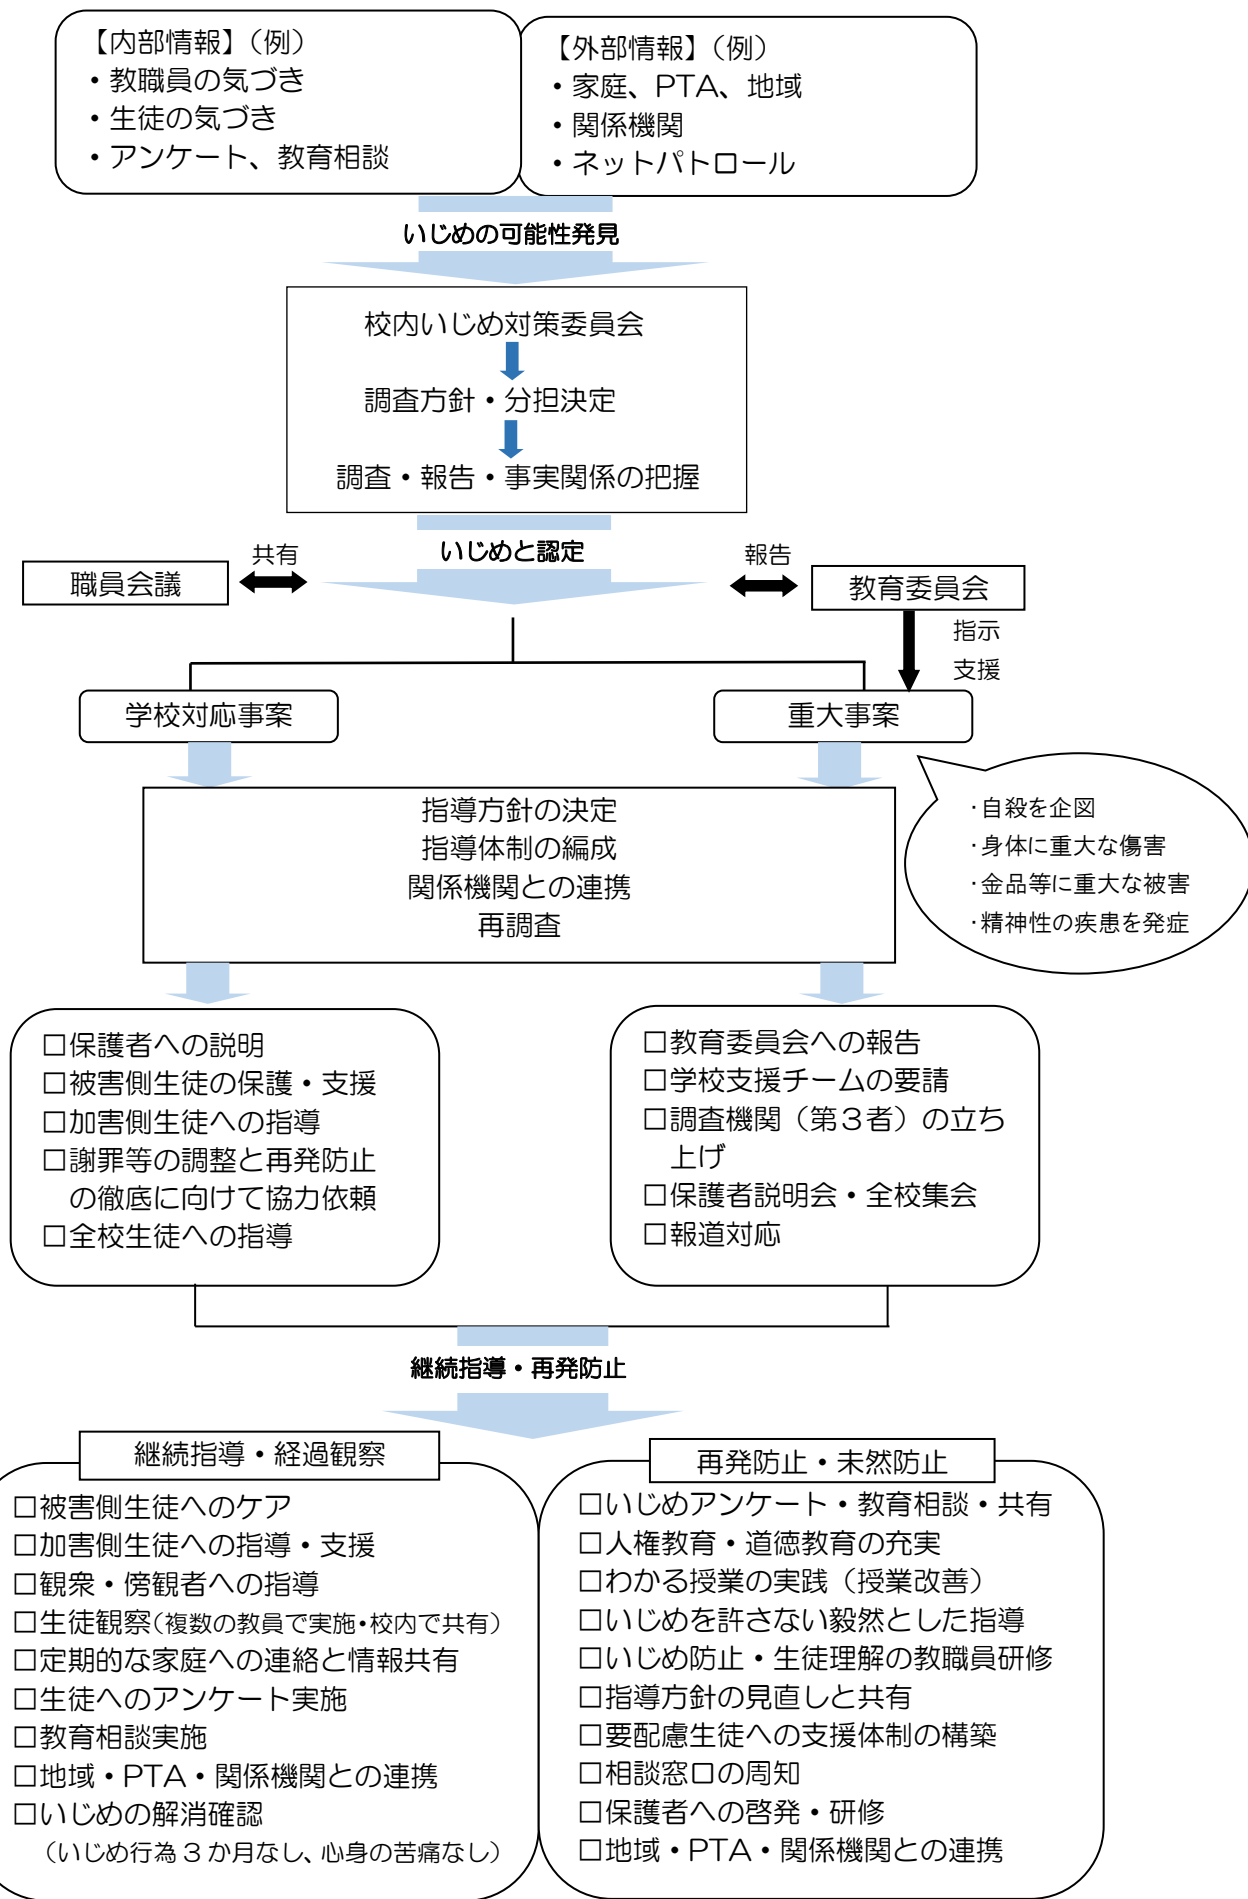 【内部情報】（例）
・教職員の気づき
・生徒の気づき
・アンケート、教育相談
【外部情報】（例）
・家庭、PTA、地域
・関係機関
・ネットパトロール
いじめの可能性発見
校内いじめ対策委員会
調査方針・分担決定
調査・報告・事実関係の把握
いじめと認定
共有
職員会議
報告
教育委員会
指示
支援
学校対応事案
重大事案
・自殺を企図
・身体に重大な傷害
・金品等に重大な被害
・精神性の疾患を発症
指導方針の決定
指導体制の編成
関係機関との連携
再調査
□保護者への説明
□被害側生徒の保護・支援
□加害側生徒への指導
□謝罪等の調整と再発防止
の徹底に向けて協力依頼
□全校生徒への指導
□教育委員会への報告
□学校支援チームの要請
□調査機関（第３者）の立ち
上げ
□保護者説明会・全校集会
□報道対応
継続指導・再発防止
継続指導・経過観察
□被害側生徒へのケア
□加害側生徒への指導・支援
□観衆・傍観者への指導
□生徒観察（複数の教員で実施・校内で共有）
□定期的な家庭への連絡と情報共有
□生徒へのアンケート実施
□教育相談実施
□地域・PTA・関係機関との連携
□いじめの解消確認
（いじめ行為 3 か月なし、心身の苦痛なし）
再発防止・未然防止
□いじめアンケート・教育相談・共有
□人権教育・道徳教育の充実
□わかる授業の実践（授業改善）
□いじめを許さない毅然とした指導
□いじめ防止・生徒理解の教職員研修
□指導方針の見直しと共有
□要配慮生徒への支援体制の構築
□相談窓口の周知
□保護者への啓発・研修
□地域・PTA・関係機関との連携